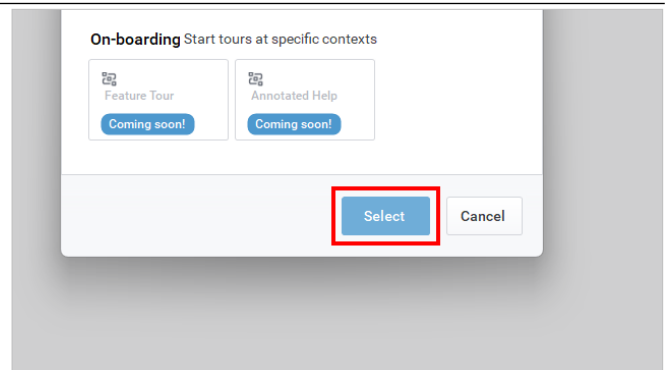 On-boarding Start tours at specific contexts
Feature Tour Annotated Help
Coming soon! Coming soon!
Select Cancel